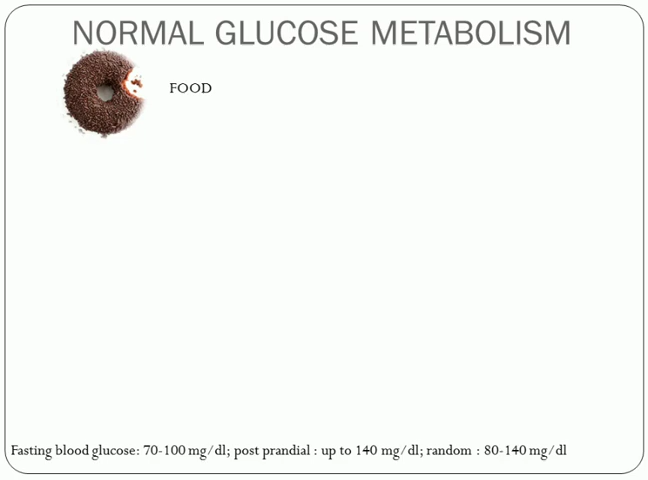 NORMAL GLUCOSE METABOLISM
FOOD
Fasting blood glucose: 70-100 mg/dl; post prandial : up to 140 mg/dl; random : 80-140 mg/dl